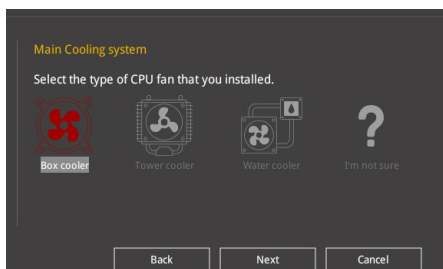 Main Cooling system
Select the type of CPU fan that you installed.
Box cooler
Tower cooler
Water cooler
I'm not sure
Back
Next
Cancel